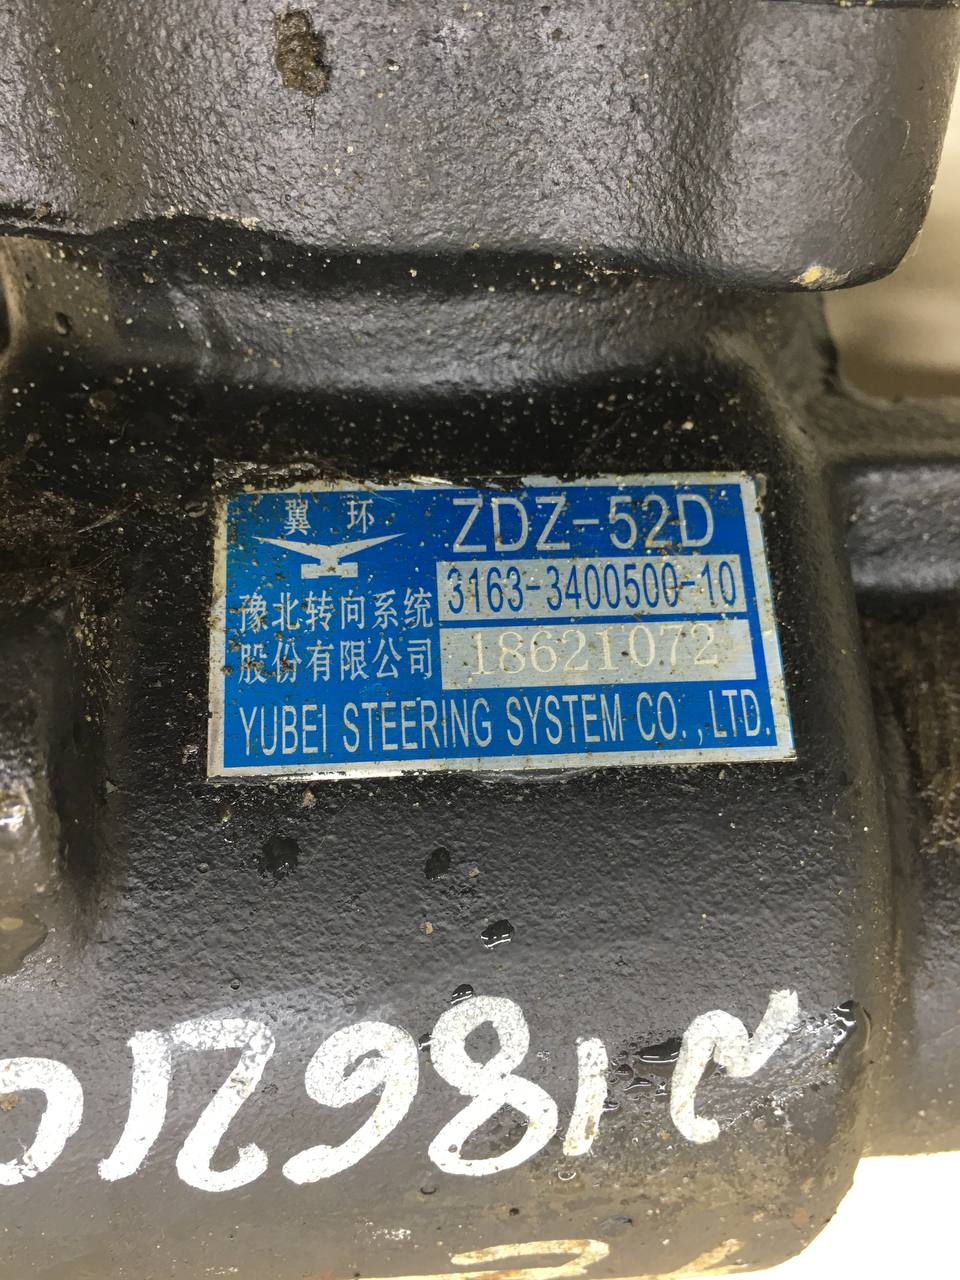 翼环
ZDZ-52D
3163-3400500-10
豫北转向系统
股份有限公司
18621072
YUBEI STEERING SYSTEM CO.,LTD.